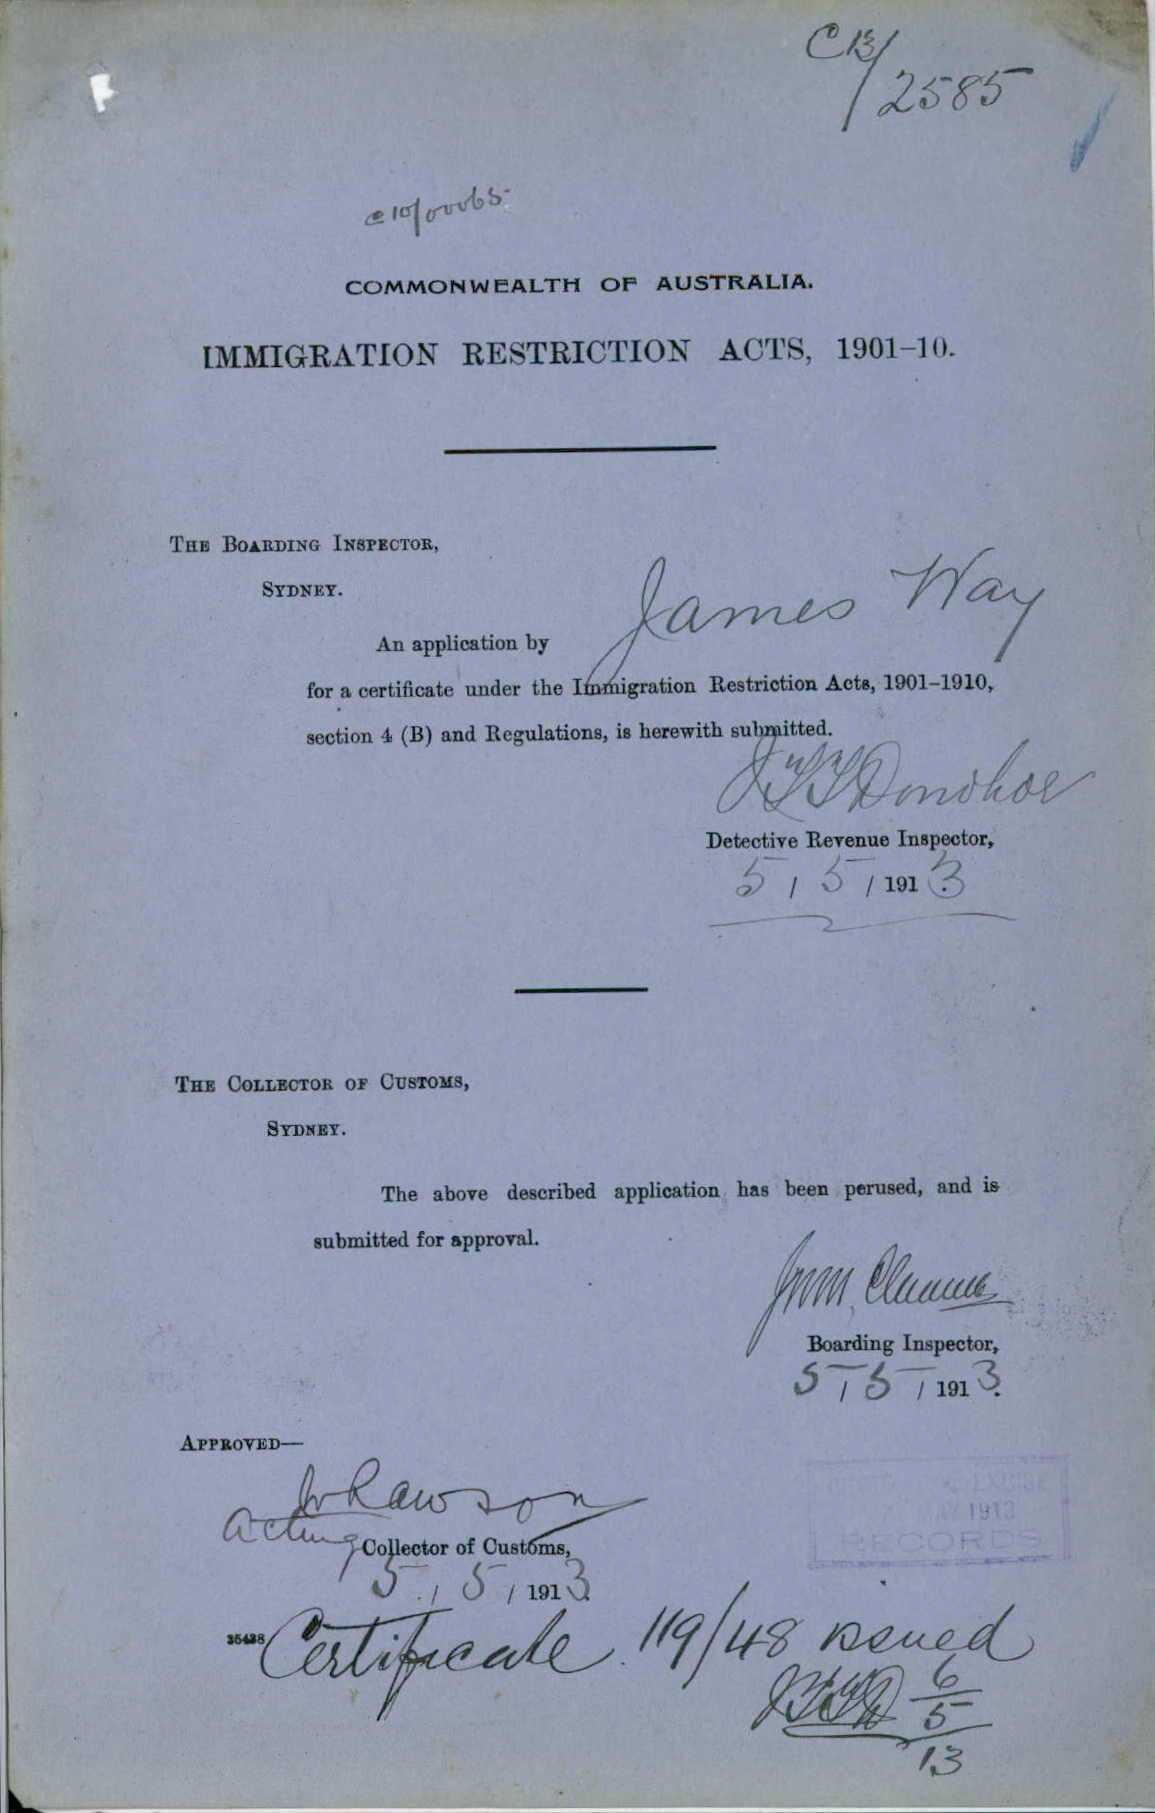 C13/2585
COMMONWEALTH OF AUSTRALIA.
IMMIGRATION RESTRICTION ACTS, 1901-10.
THE BOARDING INSPECTOR,
SYDNEY.
James Way
An application by
for a certificate under the Immigration Restriction Acts, 1901-1910,
section 4 (B) and Regulations, is herewith submitted.
Donohoe
Detective Revenue Inspector,
5/5/1913
THE COLLECTOR OF CUSTOMS,
SYDNEY.
The above described application has been perused, and is
submitted for approval.
Boarding Inspector,
5/5/1913.
APPROVED—
Rawson
Acting Collector of Customs,
5/5/1913.
1913
RECORDS
35438
Certificate 119/48 issued
6/5/13